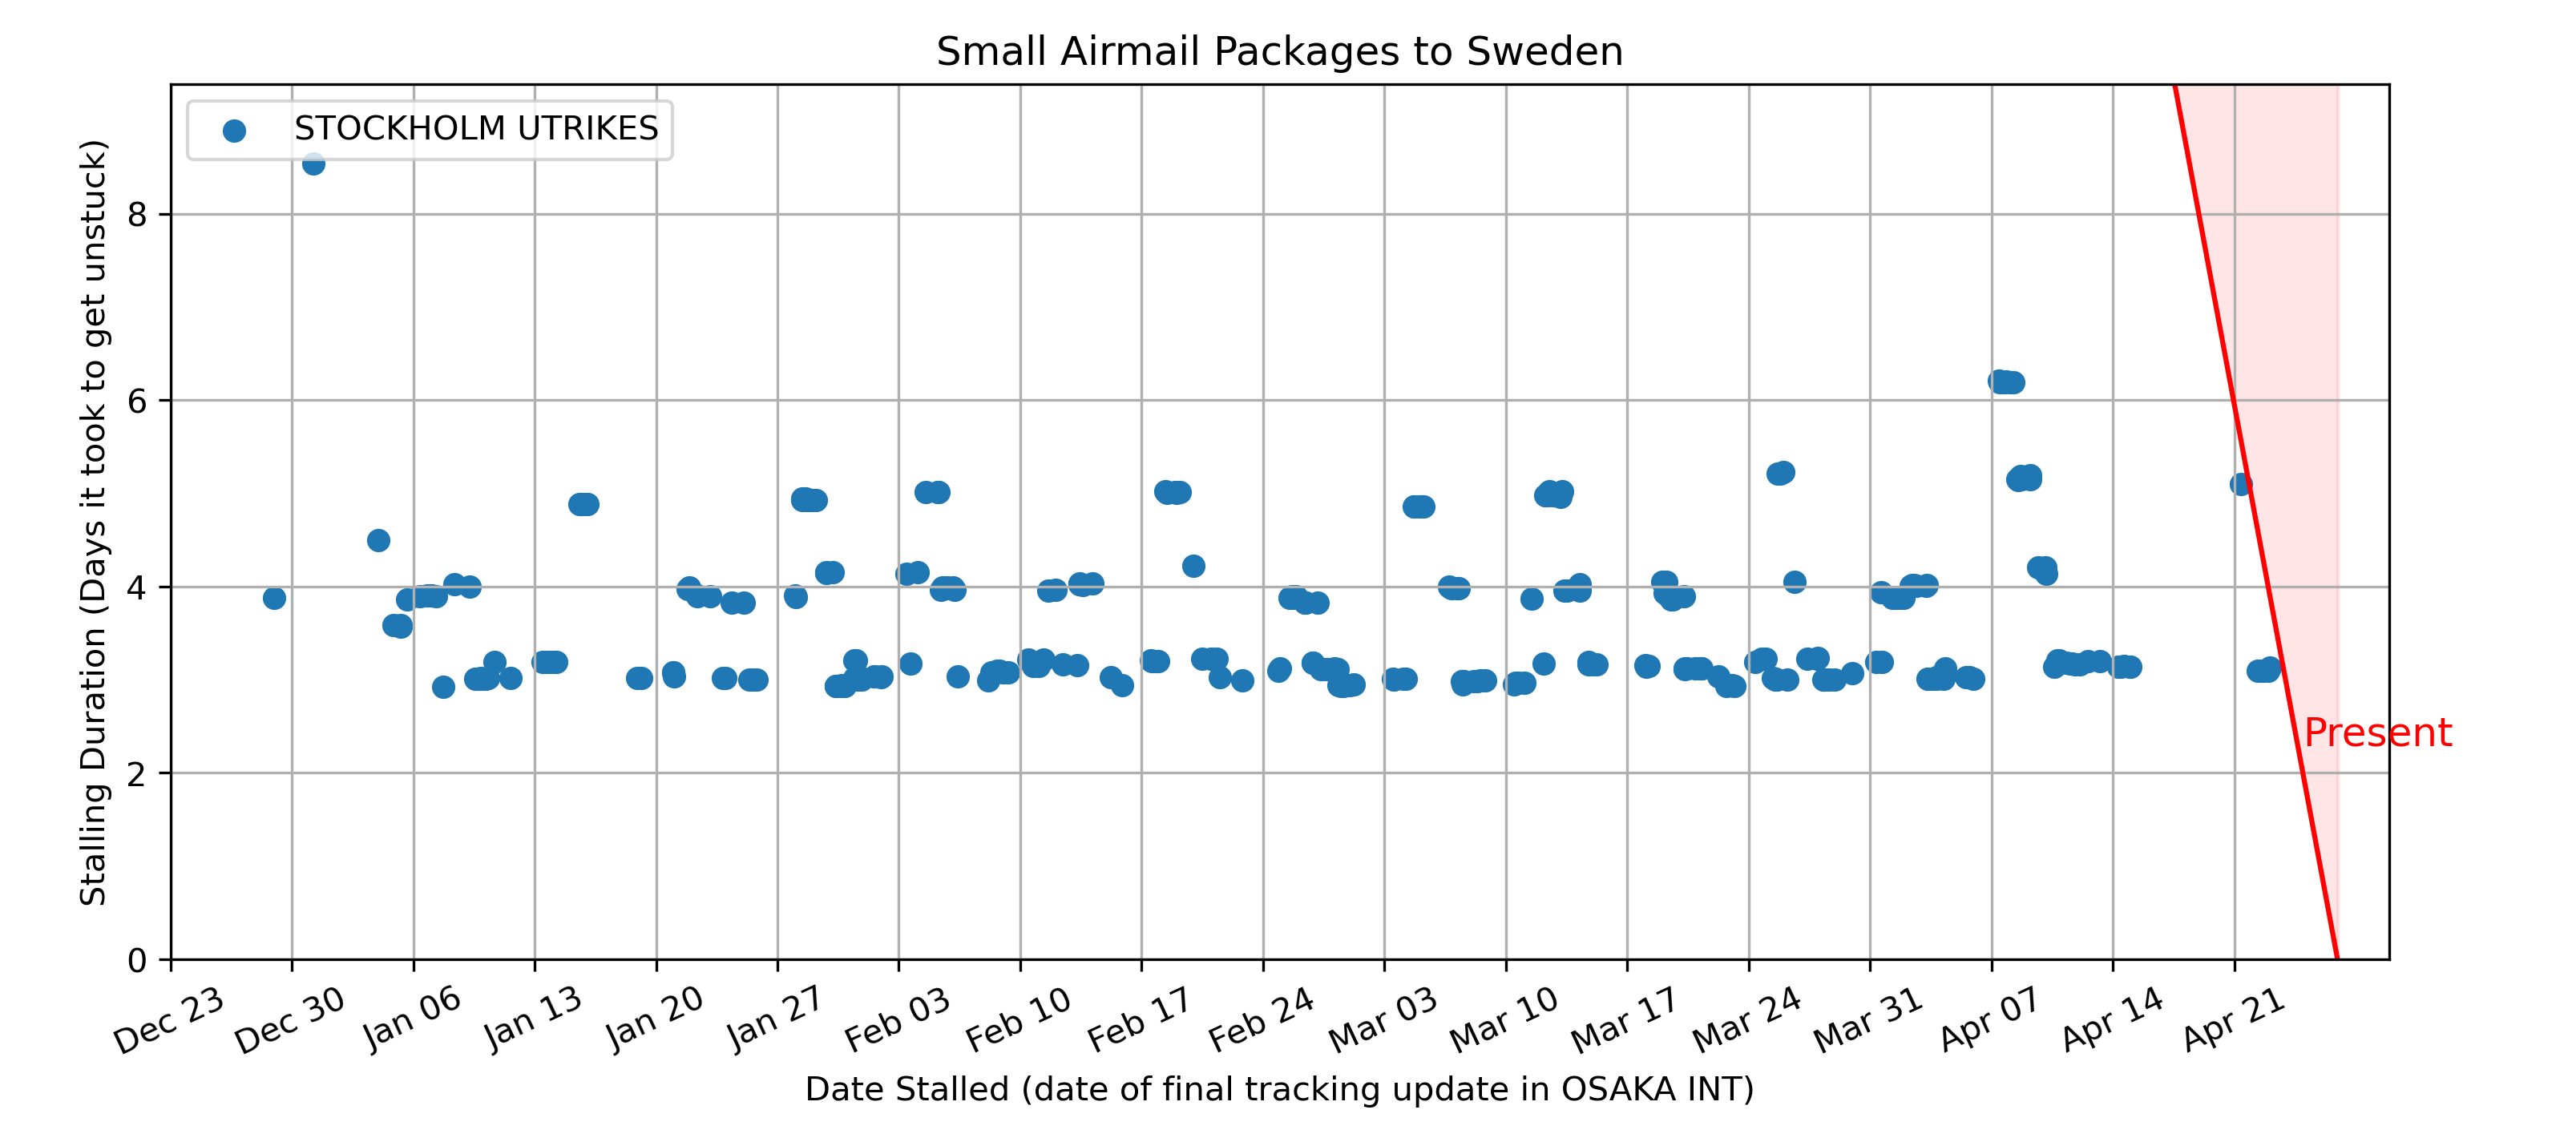 Small Airmail Packages to Sweden
STOCKHOLM UTRIKES
Stalling Duration (Days it took to get unstuck)
8
6
4
2
0
Present
Dec 23
Dec 30
Jan 06
Jan 13
Jan 20
Jan 27
Feb 03
Feb 10
Feb 17
Feb 24
Mar 03
Mar 10
Mar 17
Mar 24
Mar 31
Apr 07
Apr 14
Apr 21
Date Stalled (date of final tracking update in OSAKA INT)